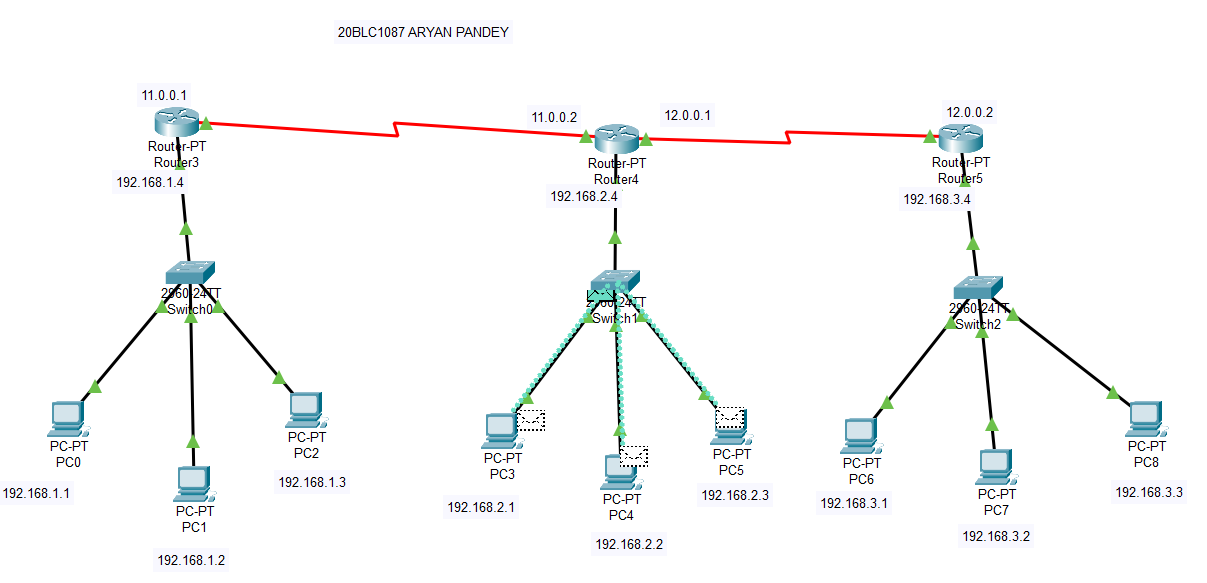 20BLC1087 ARYAN PANDEY
11.0.0.1
11.0.0.2
12.0.0.1
12.0.0.2
Router-PT
Router3
Router-PT
Router4
Router-PT
Router5
192.168.1.4
192.168.2.4
192.168.3.4
2960-24TT
Switch0
2960-24TT
Switch1
2960-24TT
Switch2
PC-PT
PC0
PC-PT
PC1
PC-PT
PC2
PC-PT
PC3
PC-PT
PC4
PC-PT
PC5
PC-PT
PC6
PC-PT
PC7
PC-PT
PC8
192.168.1.1
192.168.1.2
192.168.1.3
192.168.2.1
192.168.2.2
192.168.2.3
192.168.3.1
192.168.3.2
192.168.3.3